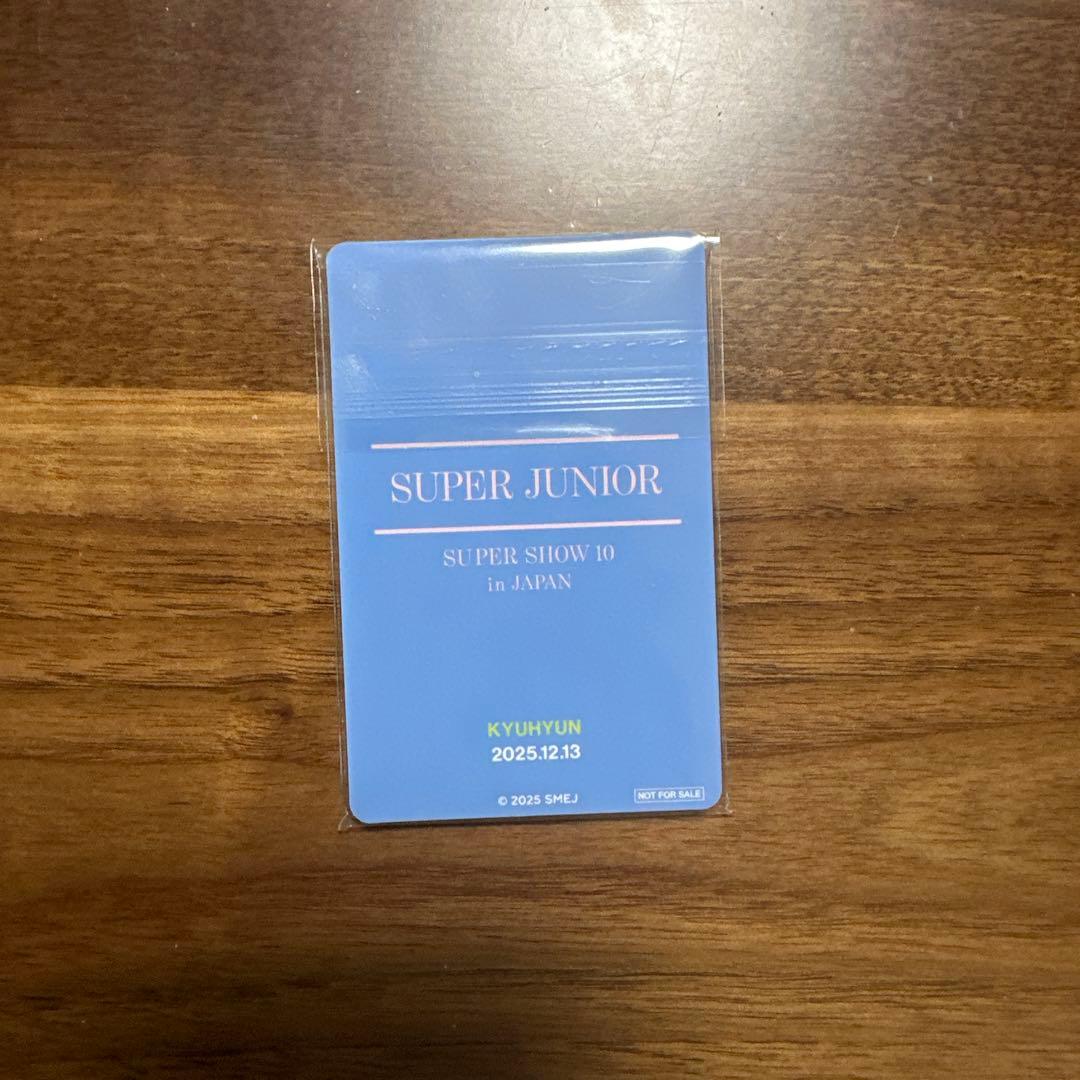 SUPER JUNIOR
SUPER SHOW 10
in JAPAN
KYUHYUN
2025.12.13
© 2025 SMEJ
NOT FOR SALE